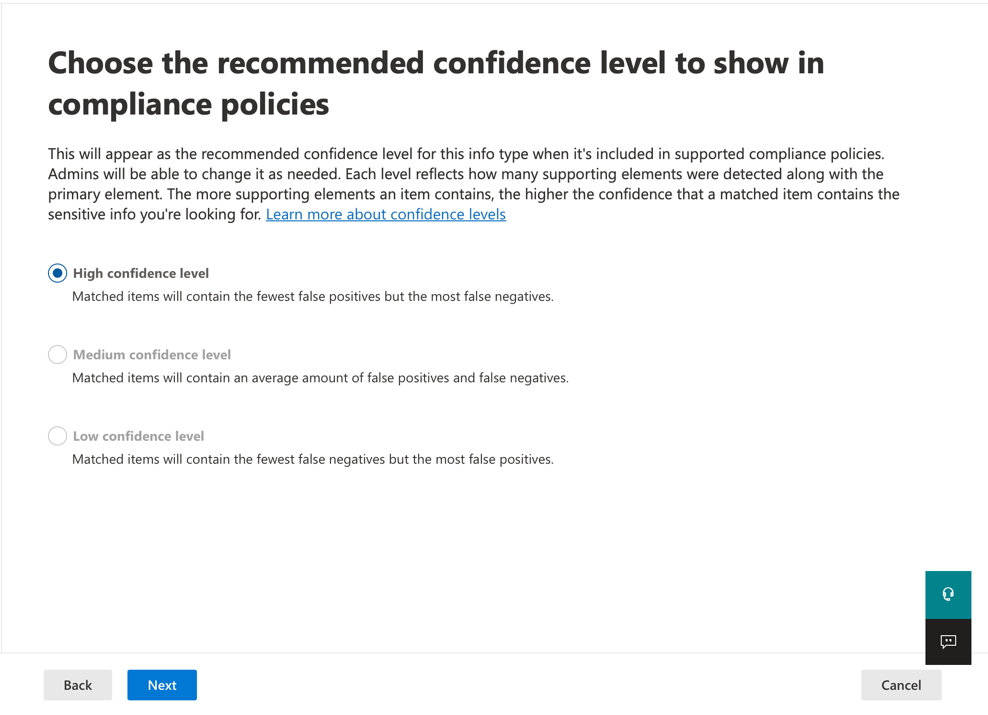 Choose the recommended confidence level to show in
compliance policies
This will appear as the recommended confidence level for this info type when it's included in supported compliance policies.
Admins will be able to change it as needed. Each level reflects how many supporting elements were detected along with the
primary element. The more supporting elements an item contains, the higher the confidence that a matched item contains the
sensitive info you're looking for. Learn more about confidence levels
High confidence level
Matched items will contain the fewest false positives but the most false negatives.
Medium confidence level
Matched items will contain an average amount of false positives and false negatives.
Low confidence level
Matched items will contain the fewest false negatives but the most false positives.
Back Next Cancel